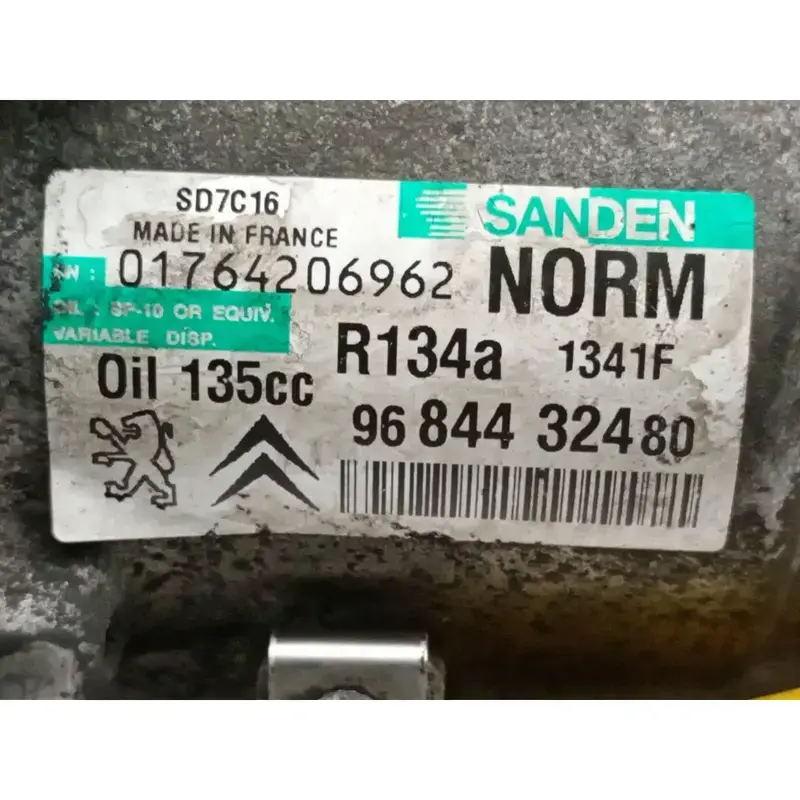 SD7C16
SANDEN
MADE IN FRANCE
SN: 01764206962
NORM
OIL: SP-10 OR EQUIV.
VARIABLE DISP.
R134a 1341F
Oil 135cc
96 844 324 80